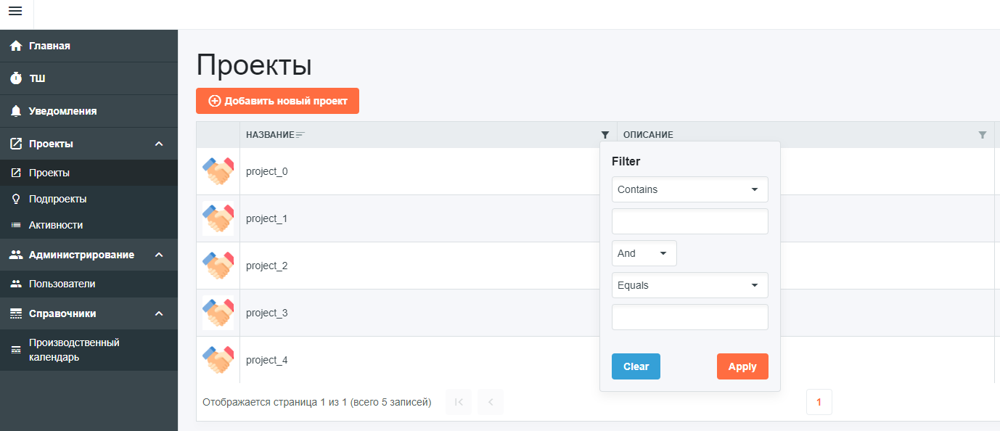 Главная
ТШ
Уведомления
Проекты
Проекты
Подпроекты
Активности
Администрирование
Пользователи
Справочники
Производственный
календарь
Проекты
Добавить новый проект
НАЗВАНИЕ
ОПИСАНИЕ
project_0
project_1
project_2
project_3
project_4
Filter
Contains
And
Equals
Clear
Apply
Отображается страница 1 из 1 (всего 5 записей)
1